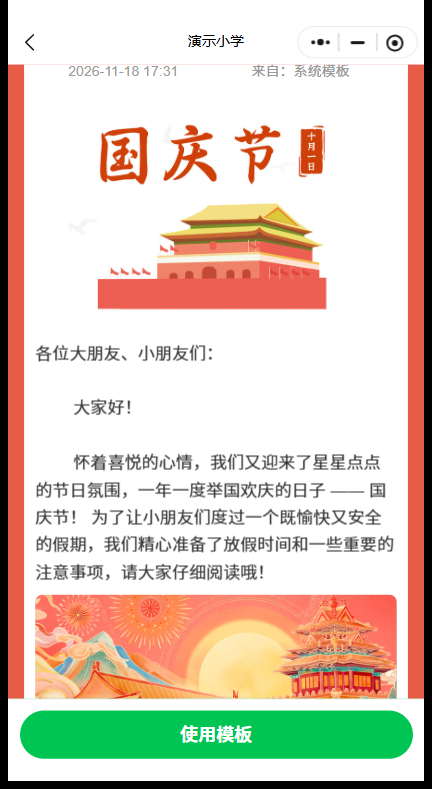 演示小学
2026-11-18 17:31 来自：系统模板
国庆节
十月一日
各位大朋友、小朋友们：
大家好！
怀着喜悦的心情，我们又迎来了星星点点
的节日氛围，一年一度举国欢庆的日子 —— 国
庆节！ 为了让小朋友们度过一个既愉快又安全
的假期，我们精心准备了放假时间和一些重要的
注意事项，请大家仔细阅读哦！
使用模板